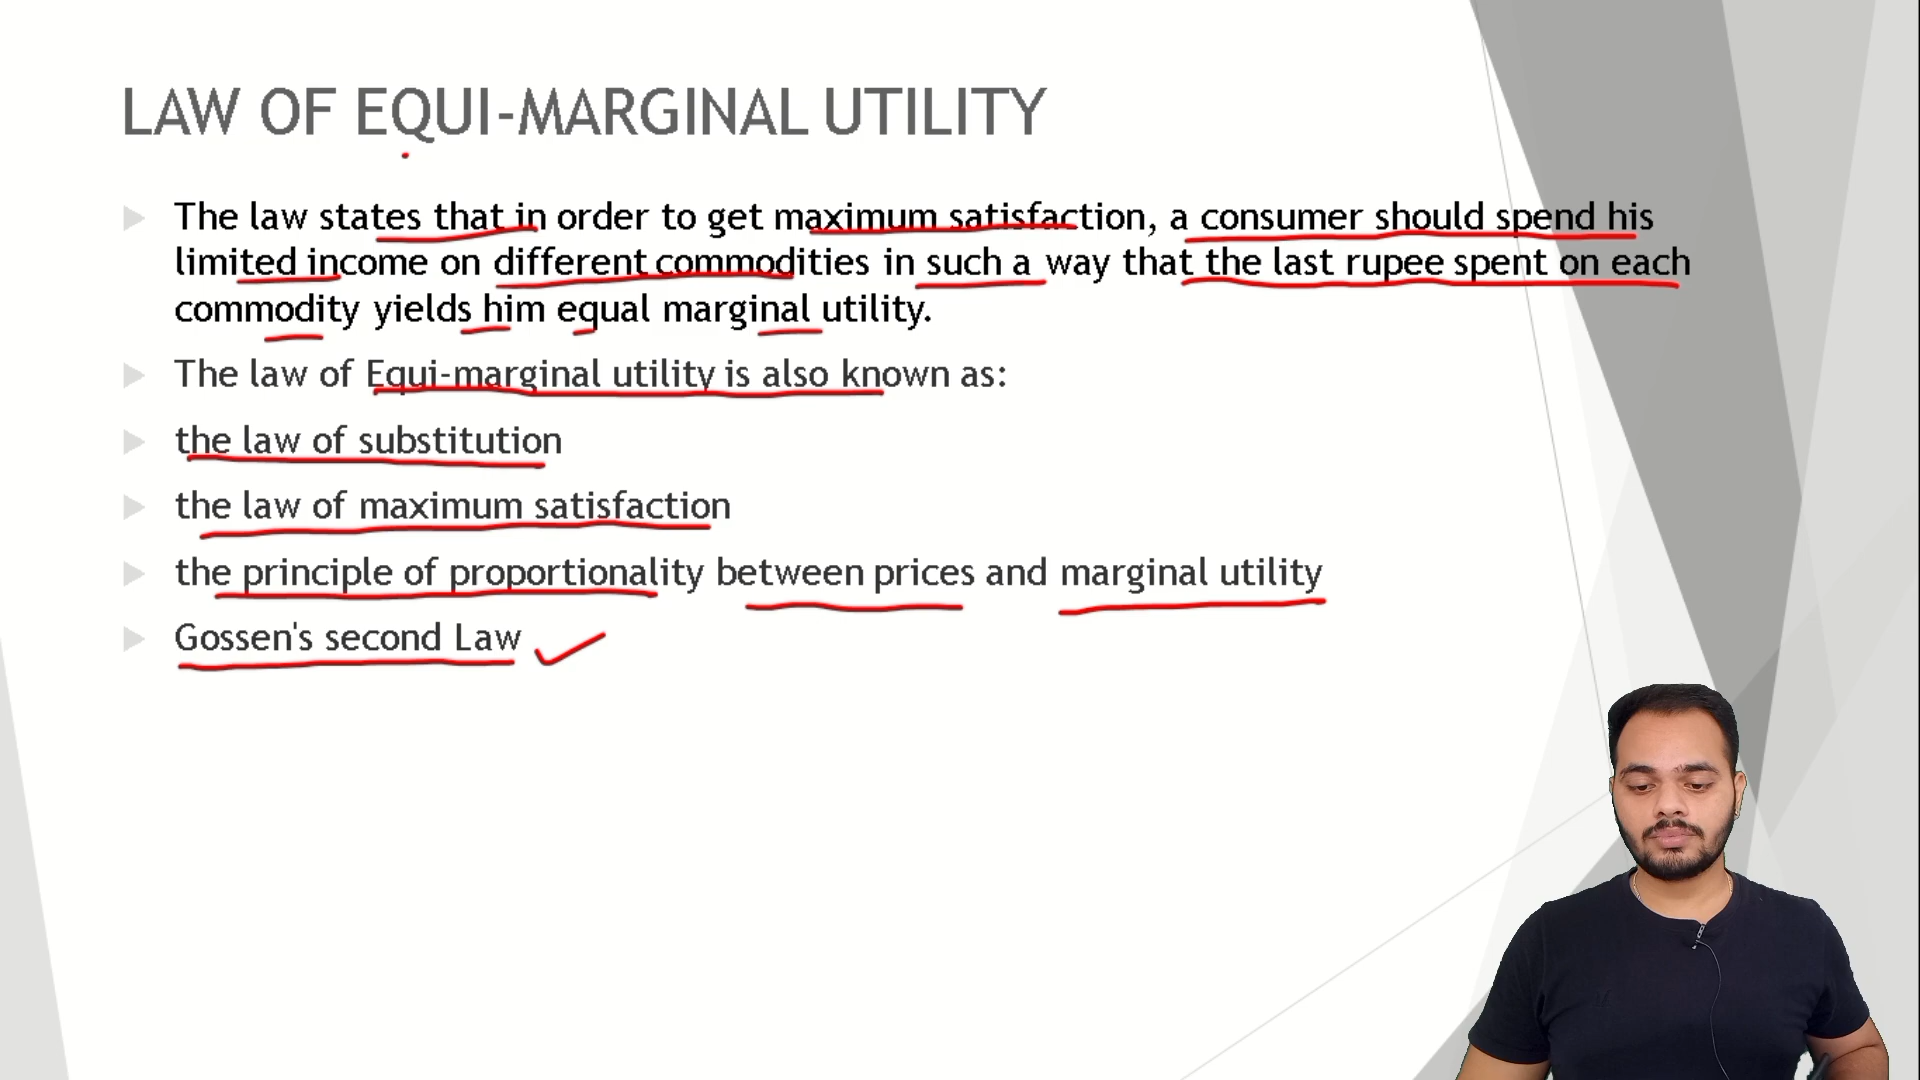 LAW OF EQUI-MARGINAL UTILITY
The law states that in order to get maximum satisfaction, a consumer should spend his
limited income on different commodities in such a way that the last rupee spent on each
commodity yields him equal marginal utility.
The law of Equi-marginal utility is also known as:
the law of substitution
the law of maximum satisfaction
the principle of proportionality between prices and marginal utility
Gossen's second Law